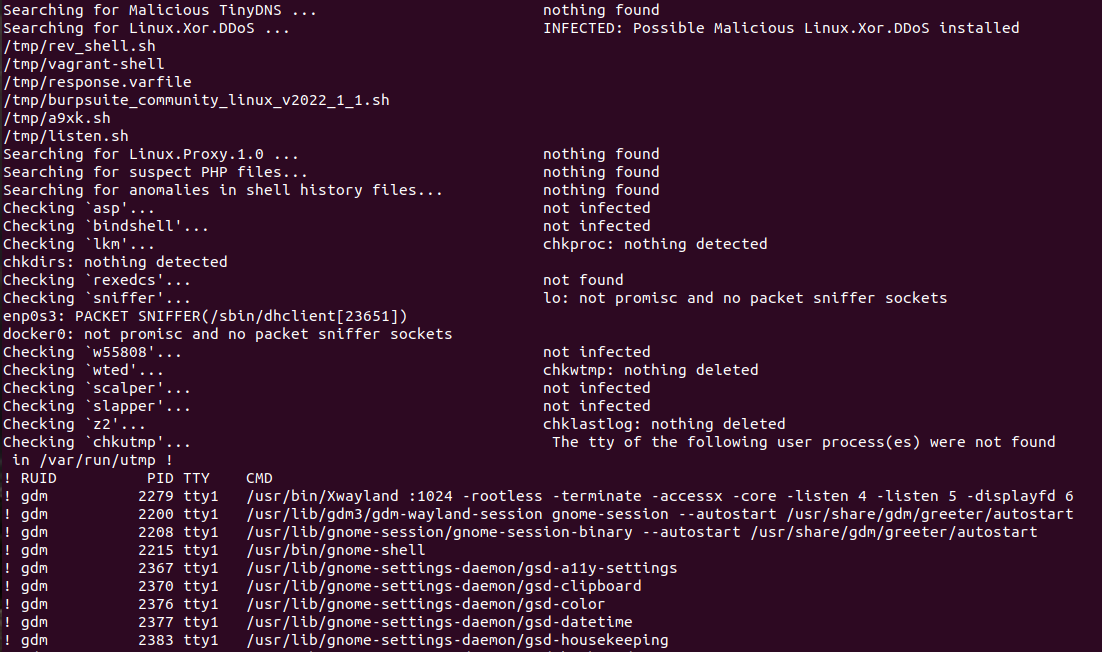 Searching for Malicious TinyDNS ... nothing found
Searching for Linux.Xor.DDoS ... INFECTED: Possible Malicious Linux.Xor.DDoS installed
/tmp/rev_shell.sh
/tmp/vagrant-shell
/tmp/response.varfile
/tmp/burpsuite_community_linux_v2022_1_1.sh
/tmp/a9xk.sh
/tmp/listen.sh
Searching for Linux.Proxy.1.0 ... nothing found
Searching for suspect PHP files... nothing found
Searching for anomalies in shell history files... nothing found
Checking `asp'... not infected
Checking `bindshell'... not infected
Checking `lkm'... chkproc: nothing detected
chkdirs: nothing detected
Checking `rexedcs'... not found
Checking `sniffer'... lo: not promisc and no packet sniffer sockets
enp0s3: PACKET SNIFFER(/sbin/dhclient[23651])
docker0: not promisc and no packet sniffer sockets
Checking `w55808'... not infected
Checking `wted'... chkwtmp: nothing deleted
Checking `scalper'... not infected
Checking `slapper'... not infected
Checking `z2'... chklastlog: nothing deleted
Checking `chkutmp'... The tty of the following user process(es) were not found
in /var/run/utmp !
! RUID PID TTY CMD
! gdm 2279 tty1 /usr/bin/Xwayland :1024 -rootless -terminate -accessx -core -listen 4 -listen 5 -displayfd 6
! gdm 2200 tty1 /usr/lib/gdm3/gdm-wayland-session gnome-session --autostart /usr/share/gdm/greeter/autostart
! gdm 2208 tty1 /usr/lib/gnome-session/gnome-session-binary --autostart /usr/share/gdm/greeter/autostart
! gdm 2215 tty1 /usr/bin/gnome-shell
! gdm 2367 tty1 /usr/lib/gnome-settings-daemon/gsd-a11y-settings
! gdm 2370 tty1 /usr/lib/gnome-settings-daemon/gsd-clipboard
! gdm 2376 tty1 /usr/lib/gnome-settings-daemon/gsd-color
! gdm 2377 tty1 /usr/lib/gnome-settings-daemon/gsd-datetime
! gdm 2383 tty1 /usr/lib/gnome-settings-daemon/gsd-housekeeping